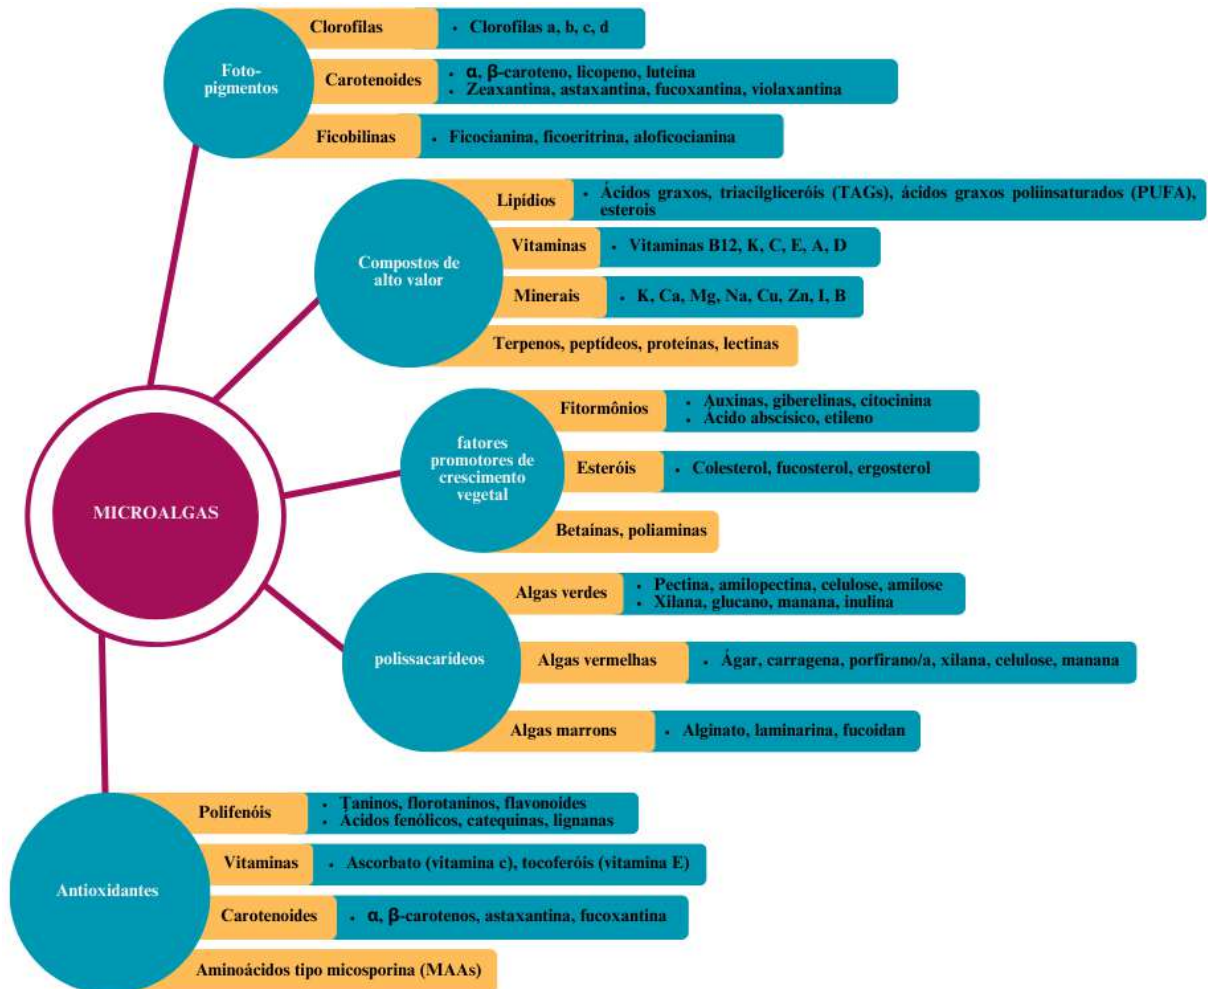 Clorofilas
• Clorofilas a, b, c, d
Foto-
pigmentos
Carotenoides
• α, β-caroteno, licopeno, luteína
• Zeaxantina, astaxantina, fucoxantina, violaxantina
Ficobilinas
• Ficocianina, ficoeritrina, aloficocianina
Compostos de
alto valor
Lipídios
• Ácidos graxos, triacilgliceróis (TAGs), ácidos graxos poliinsaturados (PUFA),
esterois
Vitaminas
• Vitaminas B12, K, C, E, A, D
Minerais
• K, Ca, Mg, Na, Cu, Zn, I, B
Terpenos, peptídeos, proteínas, lectinas
MICROALGAS
fatores
promotores de
crescimento
vegetal
Fitormônios
• Auxinas, giberelinas, citocinina
• Ácido abscísico, etileno
Esteróis
• Colesterol, fucosterol, ergosterol
Betaínas, poliaminas
polissacarídeos
Algas verdes
• Pectina, amilopectina, celulose, amilose
• Xilana, glucano, manana, inulina
Algas vermelhas
• Ágar, carragena, porfirano/a, xilana, celulose, manana
Algas marrons
• Alginato, laminarina, fucoidan
Antioxidantes
Polifenóis
• Taninos, florotaninos, flavonoides
• Ácidos fenólicos, catequinas, lignanas
Vitaminas
• Ascorbato (vitamina c), tocoferóis (vitamina E)
Carotenoides
• α, β-carotenos, astaxantina, fucoxantina
Aminoácidos tipo micosporina (MAAs)